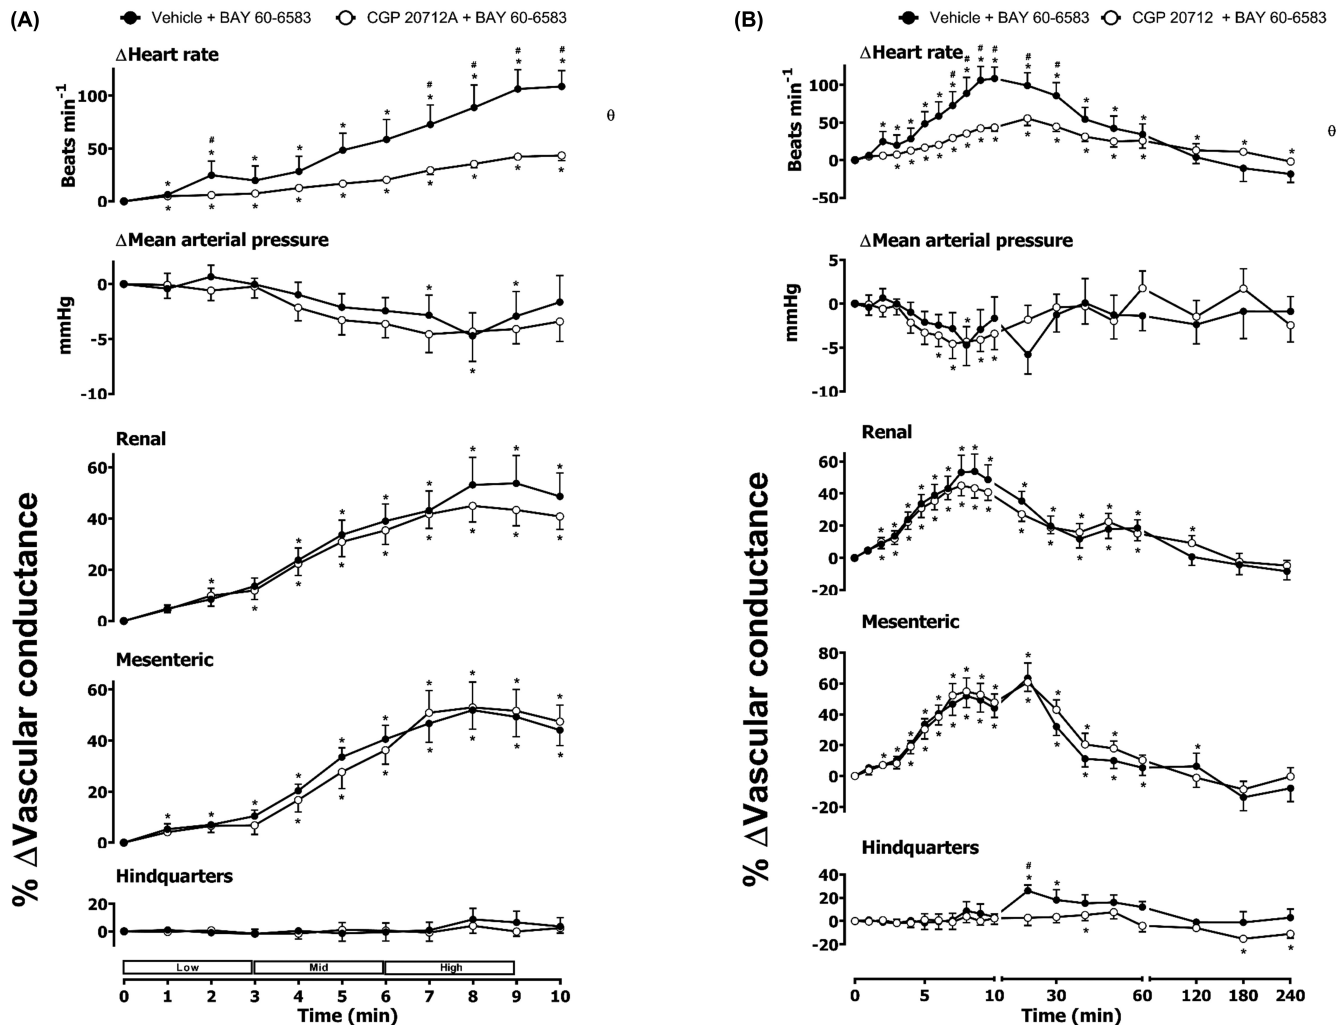 (A)
Vehicle + BAY 60-6583
CGP 20712A + BAY 60-6583
ΔHeart rate
Beats min⁻¹
100
50
0
θ
ΔMean arterial pressure
mmHg
0
-5
-10
% ΔVascular conductance
Renal
60
40
20
0
Mesenteric
60
40
20
0
Hindquarters
20
0
Low Mid High
0 1 2 3 4 5 6 7 8 9 10
Time (min)
(B)
Vehicle + BAY 60-6583
CGP 20712 + BAY 60-6583
ΔHeart rate
Beats min⁻¹
100
50
0
-50
θ
ΔMean arterial pressure
mmHg
5
0
-5
-10
% ΔVascular conductance
Renal
60
40
20
0
-20
Mesenteric
80
60
40
20
0
-20
Hindquarters
40
20
0
-20
0 5 10 30 60 120 180 240
Time (min)